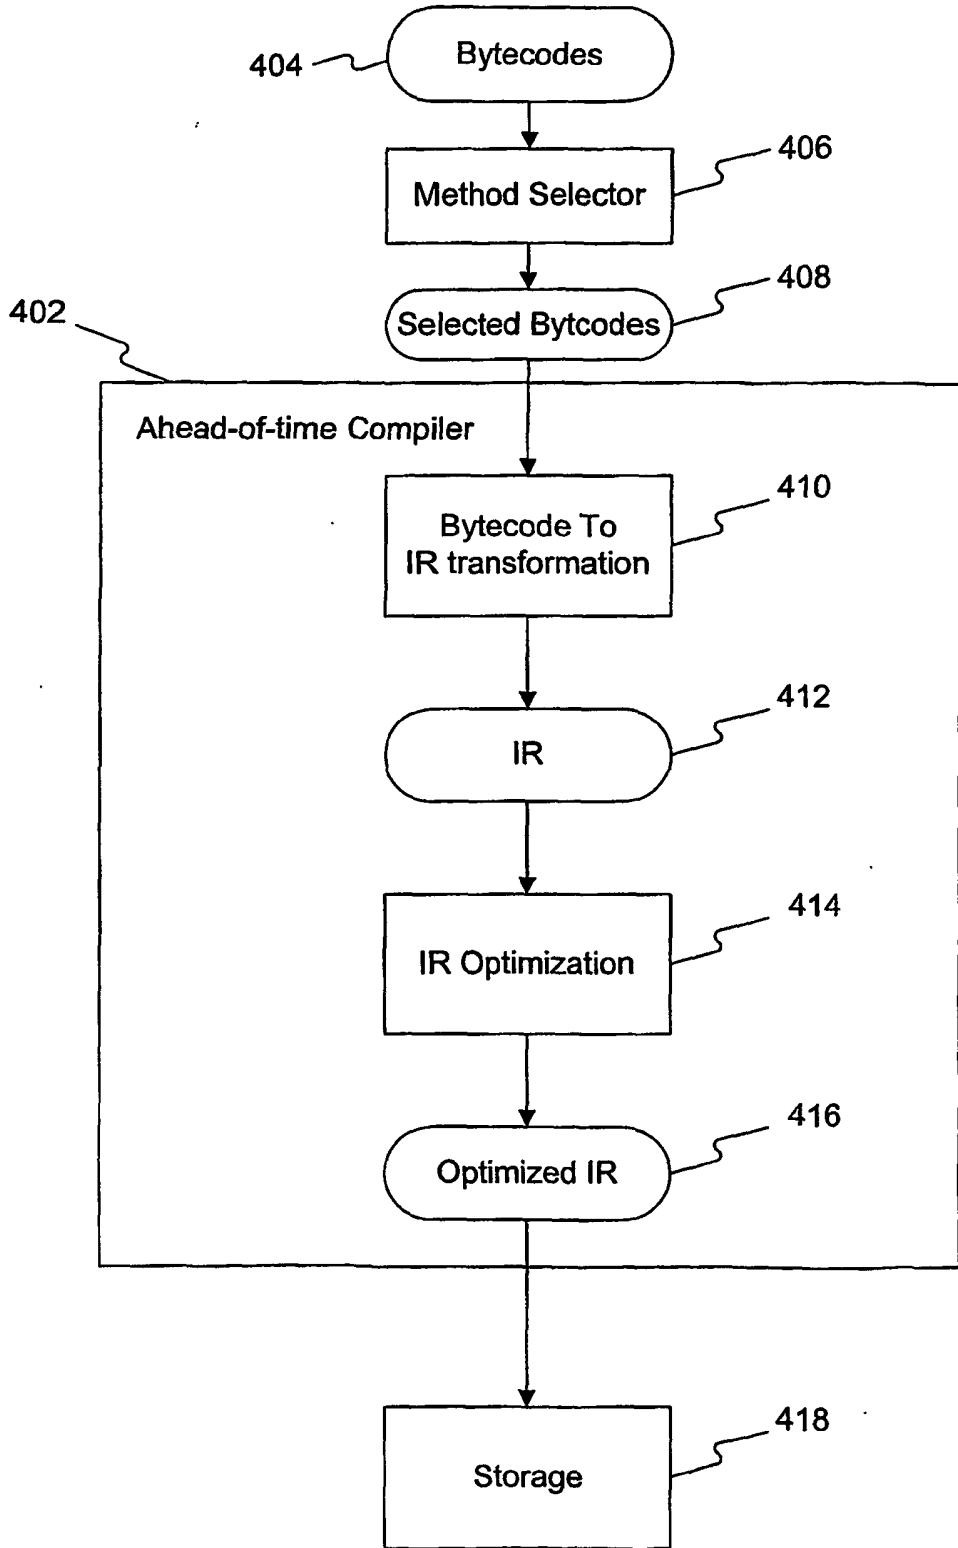 Bytecodes
404
406
Method Selector
408
Selected Bytcodes
402
Ahead-of-time Compiler
410
Bytecode To
IR transformation
412
IR
414
IR Optimization
416
Optimized IR
418
Storage